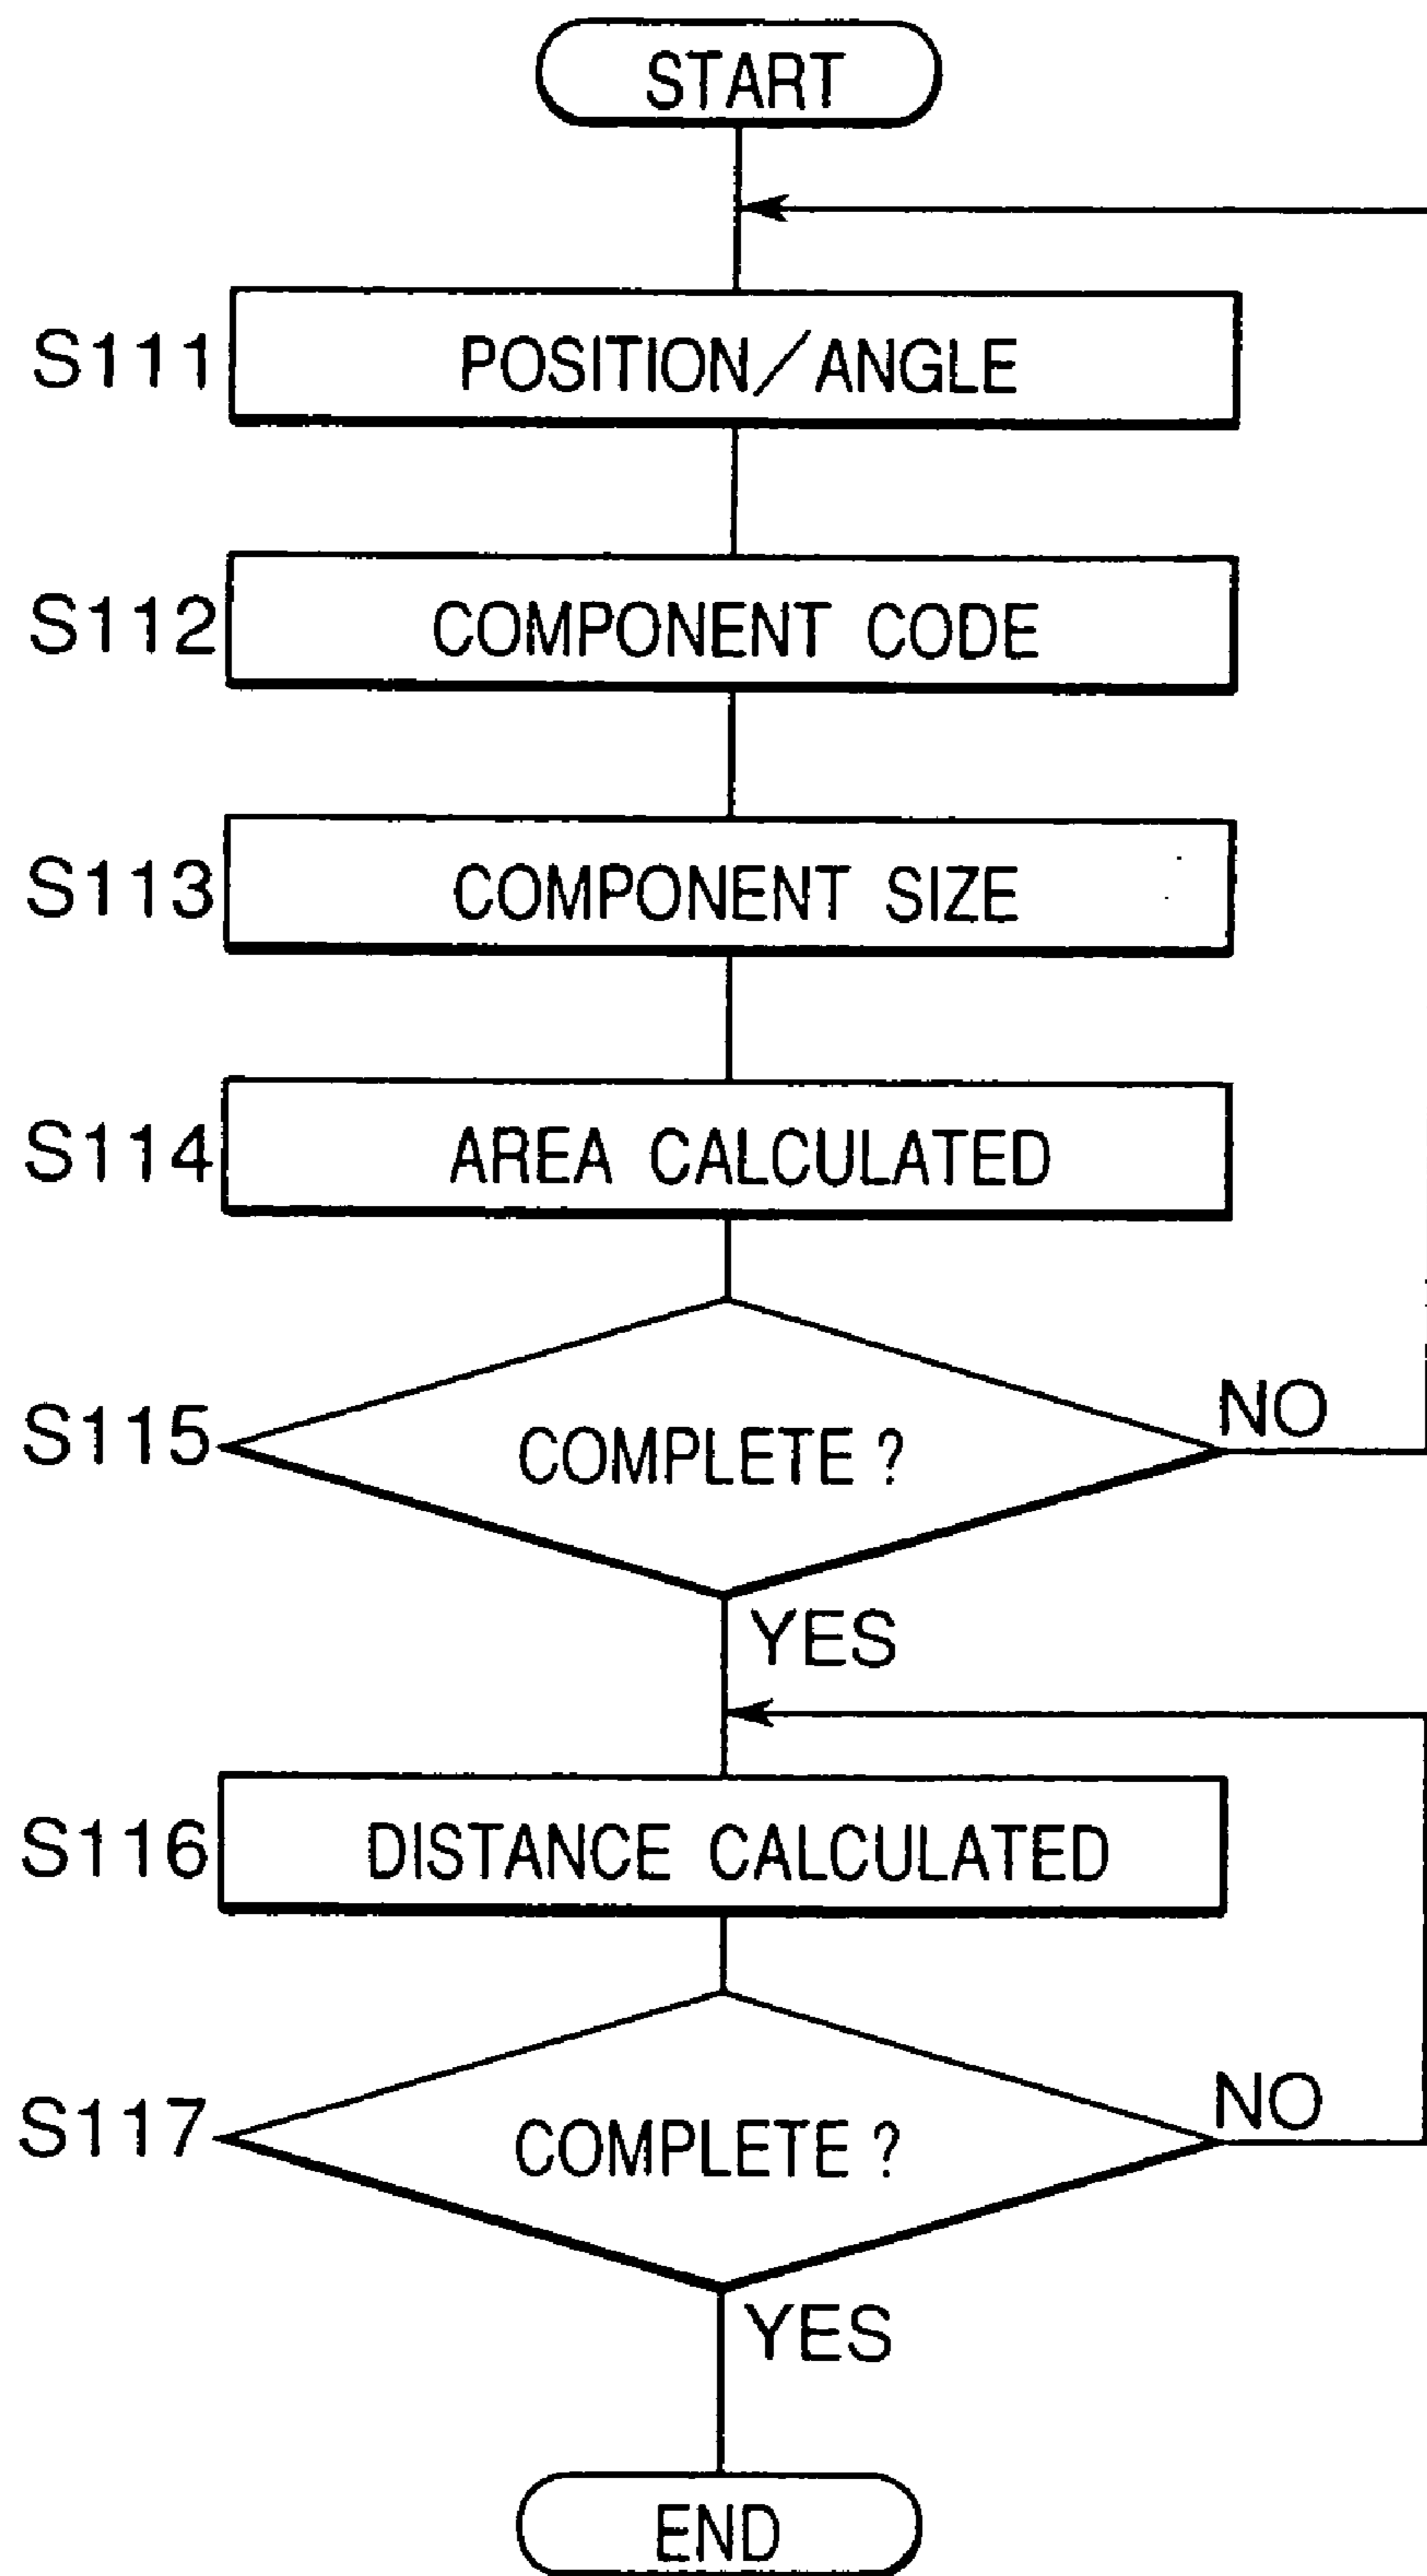 START
S111 POSITION/ANGLE
S112 COMPONENT CODE
S113 COMPONENT SIZE
S114 AREA CALCULATED
S115 COMPLETE ? NO
YES
S116 DISTANCE CALCULATED
S117 COMPLETE ? NO
YES
END